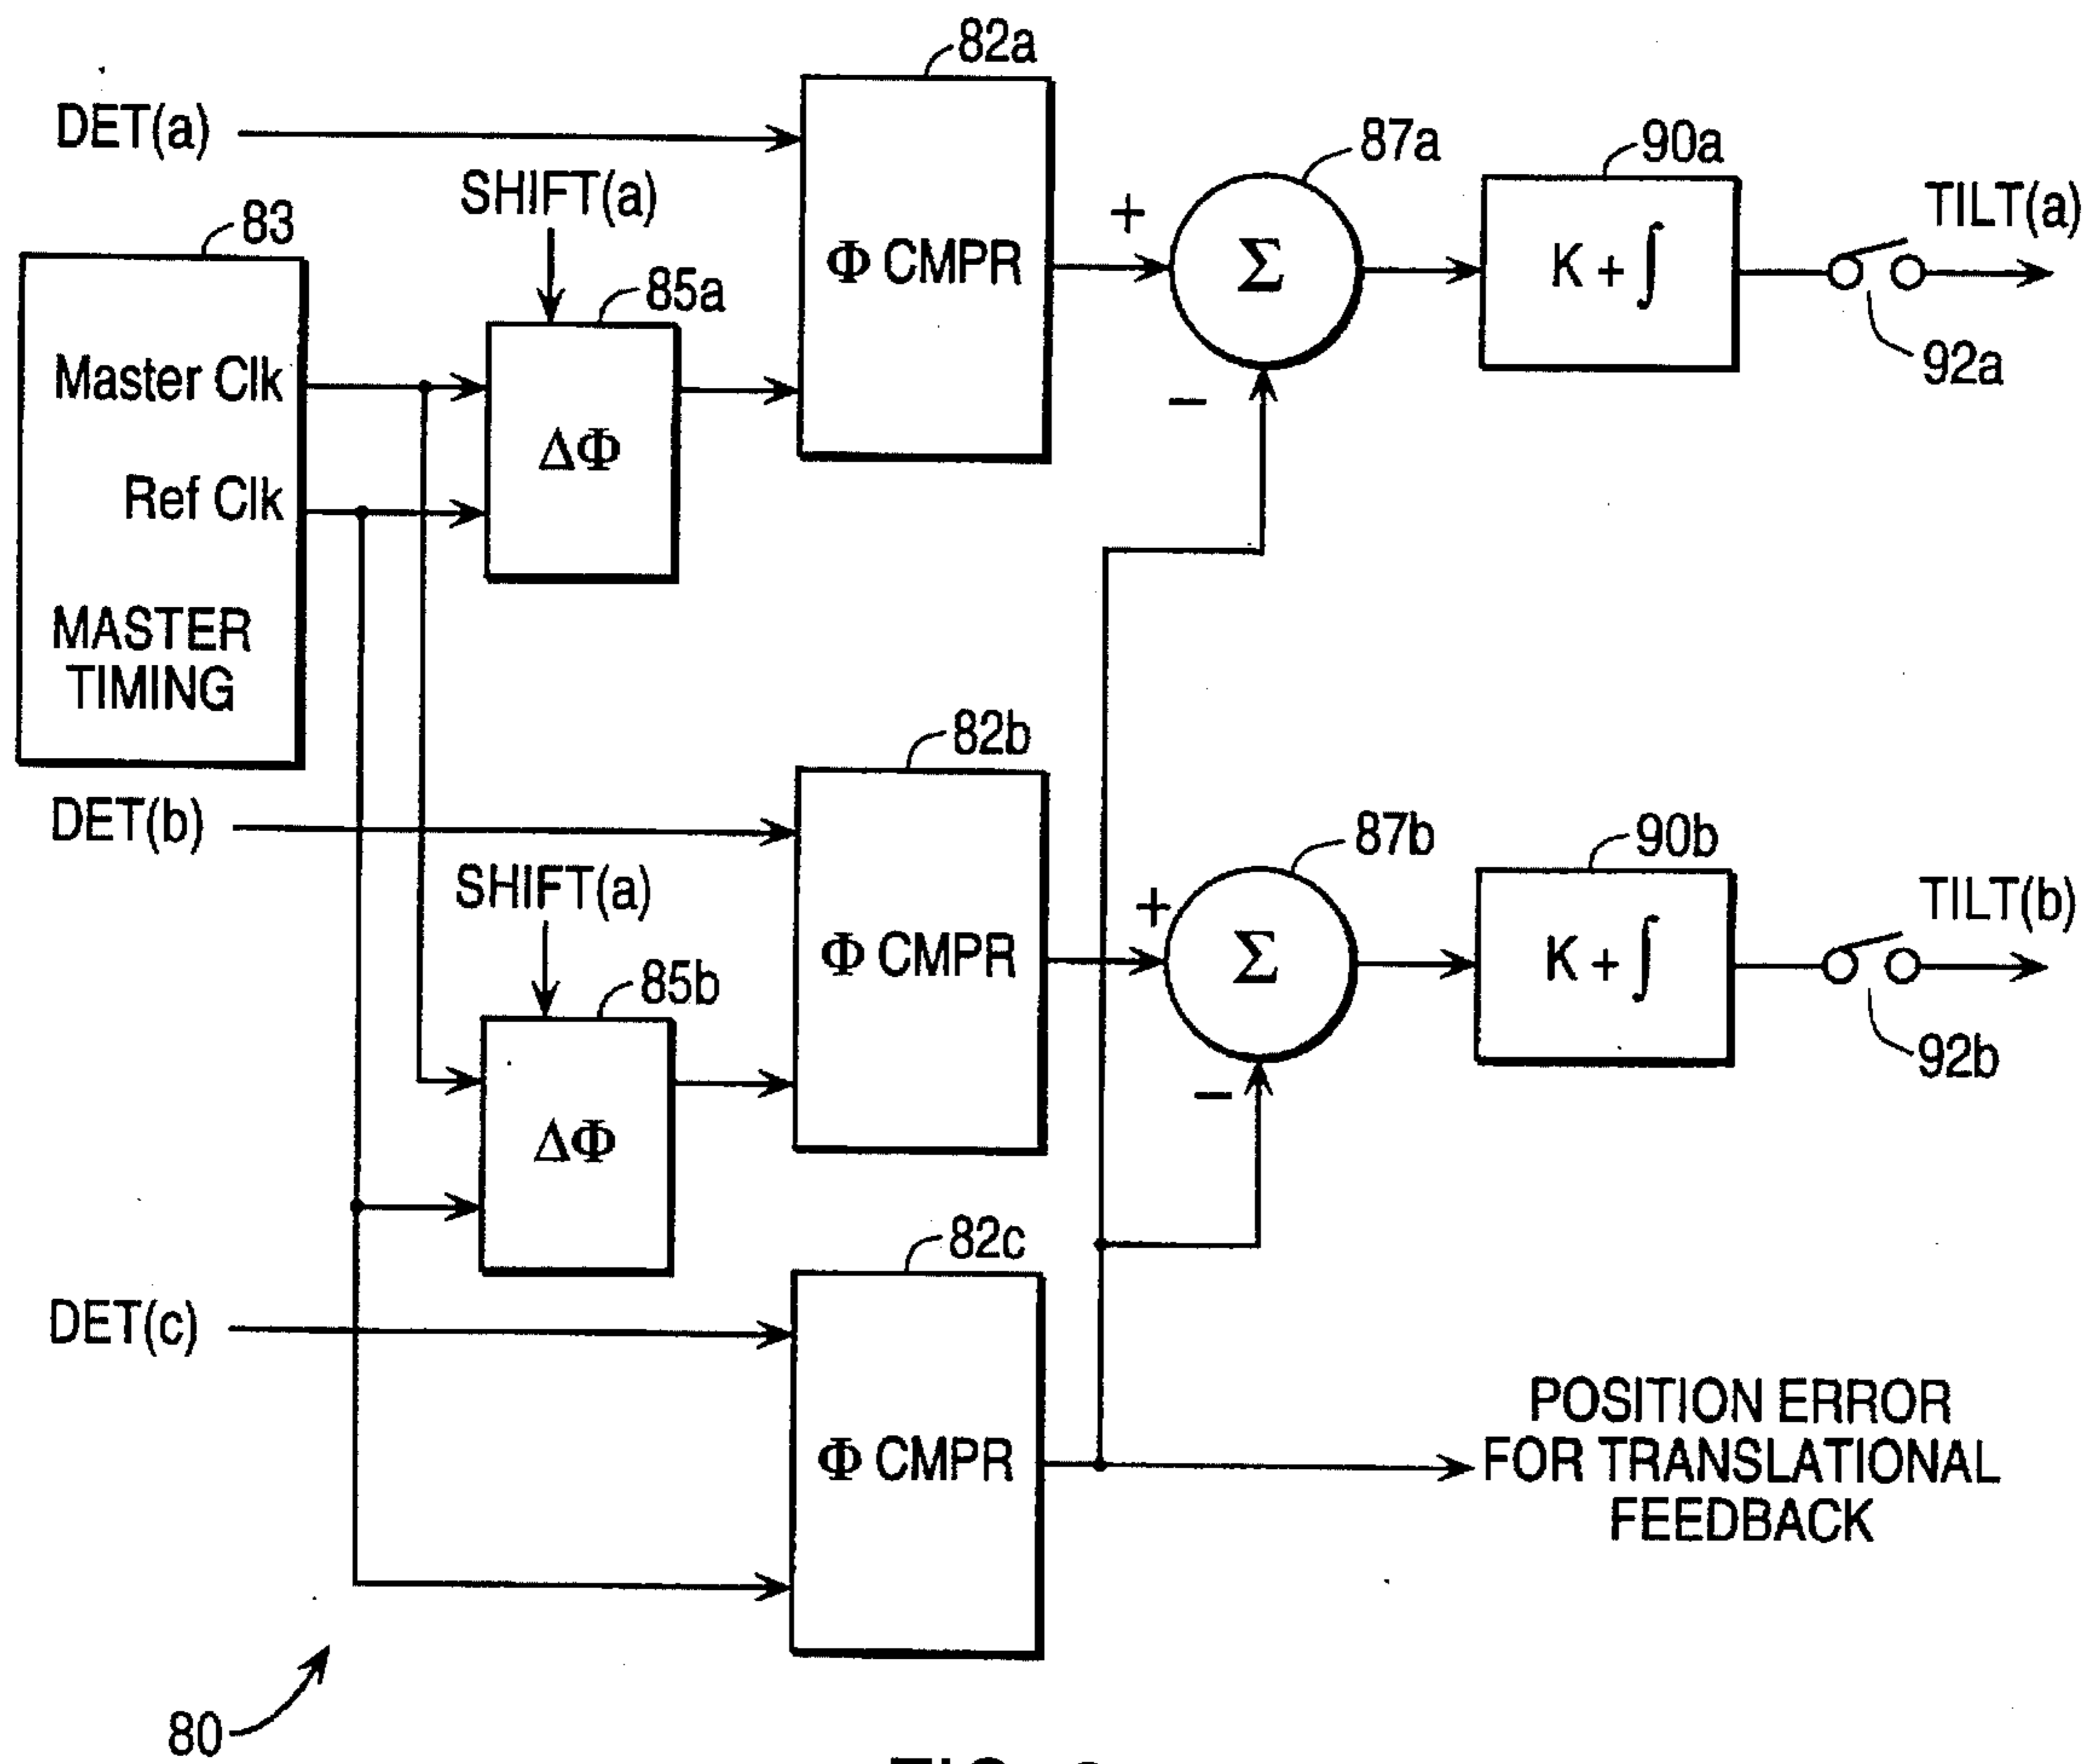 82a
DET(a)
87a
90a
SHIFT(a)
TILT(a)
83
+
Φ CMPR
Σ
K + ∫
85a
92a
Master Clk
−
ΔΦ
Ref Clk
MASTER
TIMING
82b
DET(b)
87b
90b
SHIFT(a)
TILT(b)
+
Φ CMPR
Σ
K + ∫
85b
92b
−
ΔΦ
82c
DET(c)
POSITION ERROR
Φ CMPR
FOR TRANSLATIONAL
FEEDBACK
80